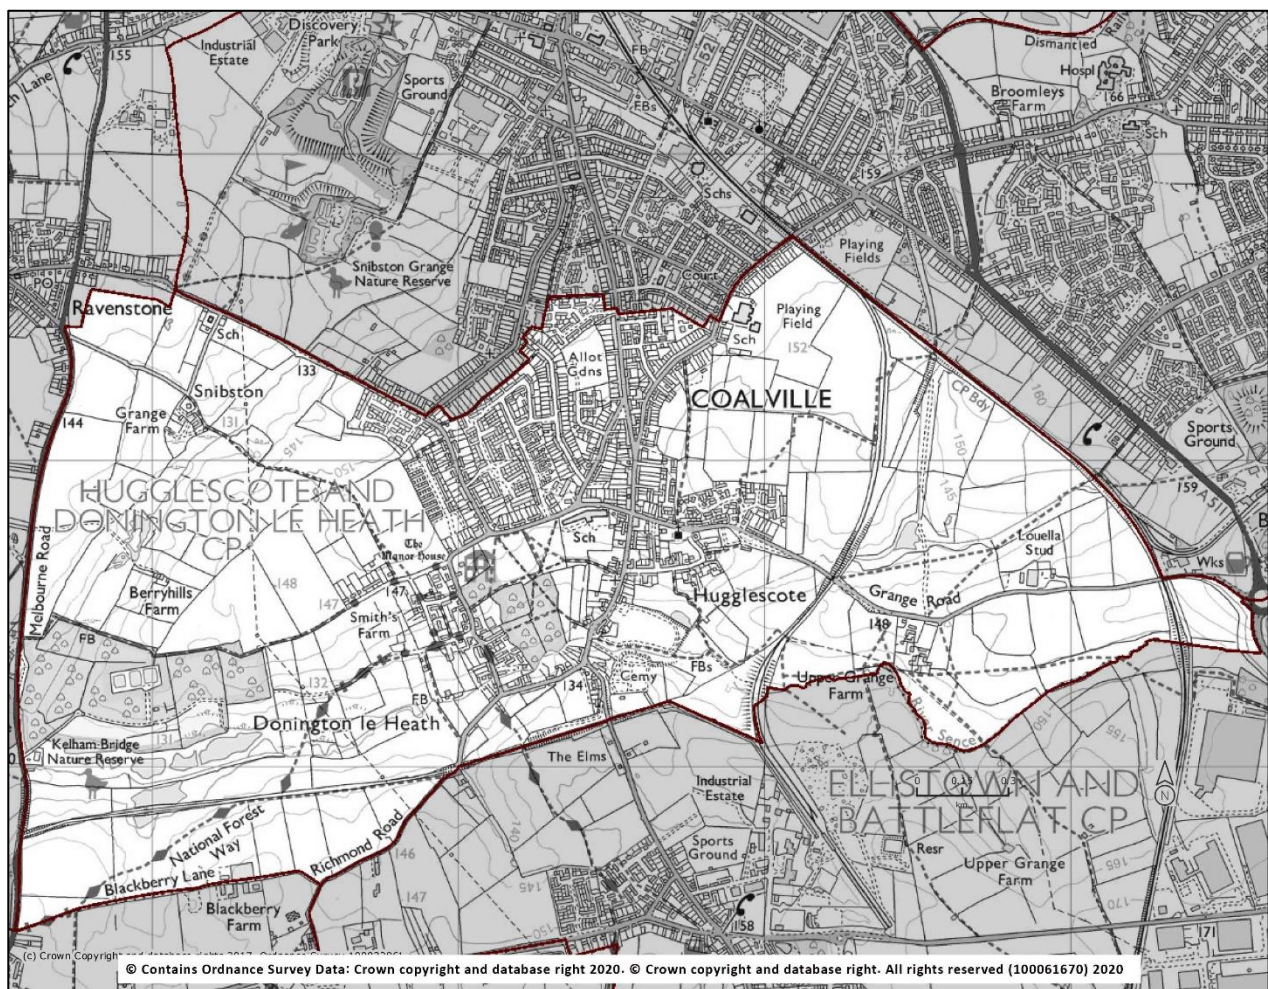 Discovery
Park
Industrial
Estate
155
Sports
Ground
FB
152
FBs
Dismantled
Hospl
166
Broomleys
Farm
Sch
159
Schs
Playing
Fields
Court
Snibston Grange
Nature Reserve
PO
Ravenstone
Sch
133
Snibston
131
145
150
Grange
Farm
144
Allot
Gdns
Sch
Playing
Field
152
COALVILLE
CP Bdy
160
150
145
Sports
Ground
159
HUGGLESCOTE AND
DONINGTON LE HEATH
CP
Melbourne Road
The
Manor House
Sch
Louella
Stud
Wks
148
Berryhills
Farm
147
147
Smith's
Farm
Hugglescote
Grange Road
148
FB
132
131
FB
134
Cemy
FBs
Upper Grange
Farm
River Sence
Donington le Heath
Kelham Bridge
Nature Reserve
The Elms
National Forest
Way
Blackberry Lane
Richmond Road
146
147
Blackberry
Farm
140
145
Industrial
Estate
Sports
Ground
158
ELLISTOWN AND
BATTLEFLAT CP
km
N
Resr
Upper Grange
Farm
150
155
165
170
171
© Contains Ordnance Survey Data: Crown copyright and database right 2020. © Crown copyright and database right. All rights reserved (100061670) 2020